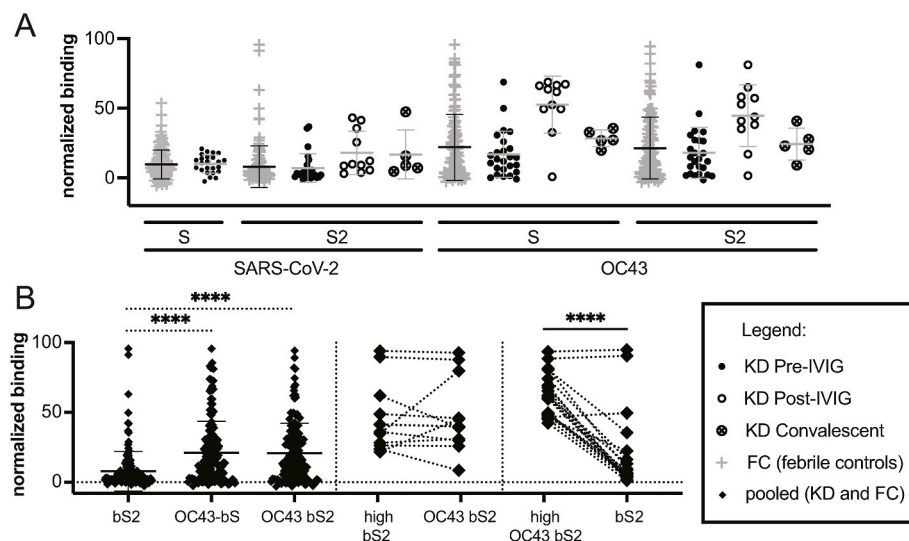 A
normalized binding
100
50
0
S S2 S S2
SARS-CoV-2 OC43
B
normalized binding
100
50
0
**** ****
****
bS2 OC43-bS OC43 bS2 high bS2 OC43 bS2 high OC43 bS2 bS2
Legend:
KD Pre-IVIG
KD Post-IVIG
KD Convalescent
FC (febrile controls)
pooled (KD and FC)